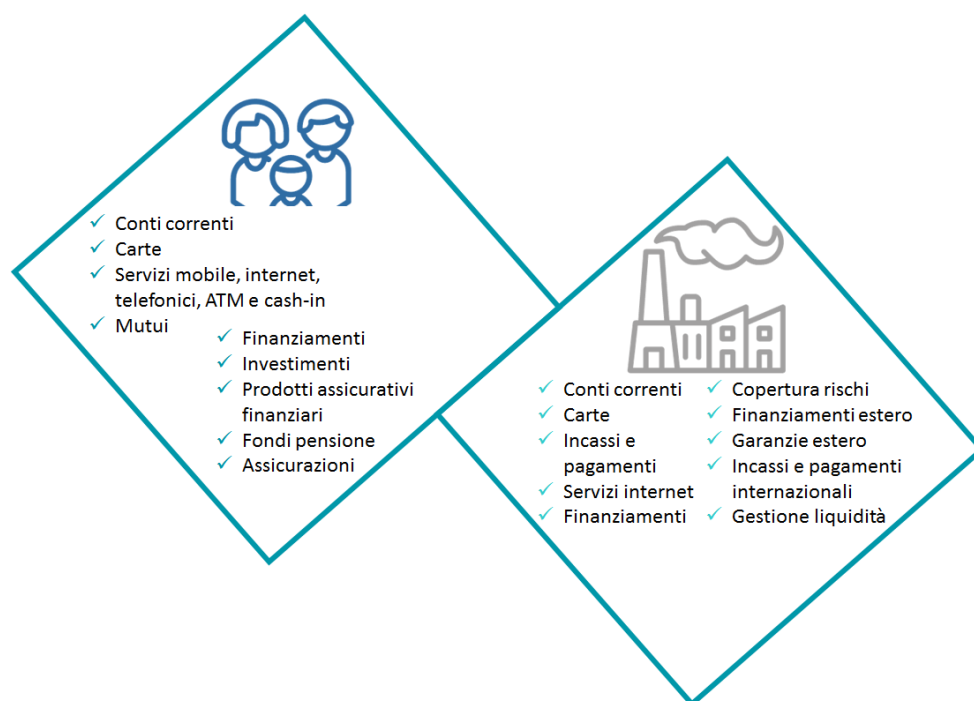 Conti correnti
Carte
Servizi mobile, internet,
telefonici, ATM e cash-in
Mutui
Finanziamenti
Investimenti
Prodotti assicurativi
finanziari
Fondi pensione
Assicurazioni
Conti correnti
Carte
Incassi e
pagamenti
Servizi internet
Finanziamenti
Copertura rischi
Finanziamenti estero
Garanzie estero
Incassi e pagamenti
internazionali
Gestione liquidità